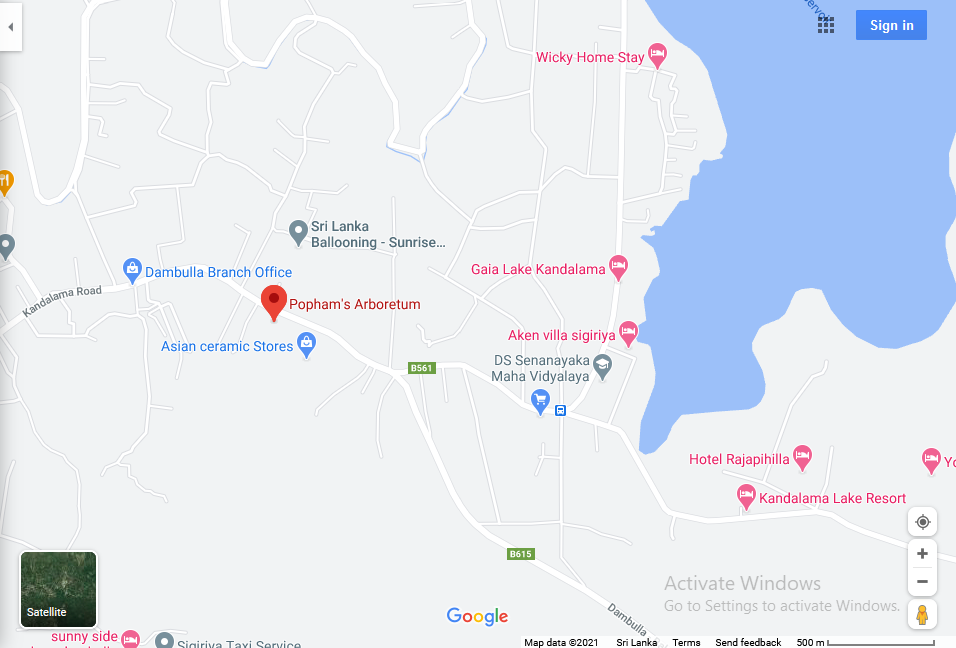 Sign in
Wicky Home Stay
Sri Lanka
Ballooning - Sunrise...
Dambulla Branch Office
Gaia Lake Kandalama
Kandalama Road
Popham's Arboretum
Aken villa sigiriya
Asian ceramic Stores
DS Senanayaka
Maha Vidyalaya
B561
Hotel Rajapihilla
Kandalama Lake Resort
B615
Activate Windows
Go to Settings to activate Windows.
Satellite
Google
Dambulla
sunny side
Sigiriya Taxi Service
Map data ©2021 Sri Lanka Terms Send feedback 500 m